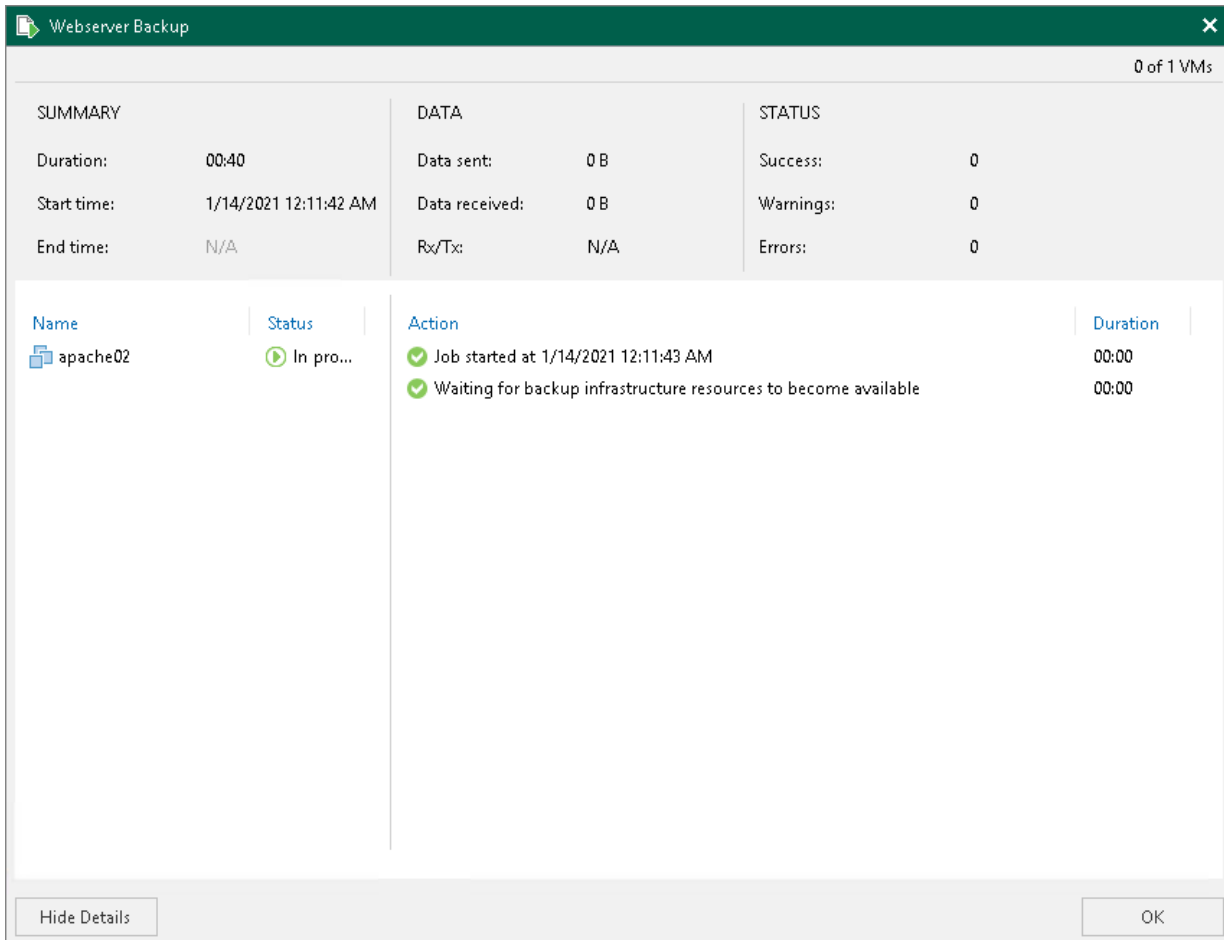 Webserver Backup
0 of 1 VMs
SUMMARY DATA STATUS
Duration: 00:40 Data sent: 0 B Success: 0
Start time: 1/14/2021 12:11:42 AM Data received: 0 B Warnings: 0
End time: N/A Rx/Tx: N/A Errors: 0
Name Status Action Duration
apache02 In pro... Job started at 1/14/2021 12:11:43 AM 00:00
Waiting for backup infrastructure resources to become available 00:00
Hide Details OK